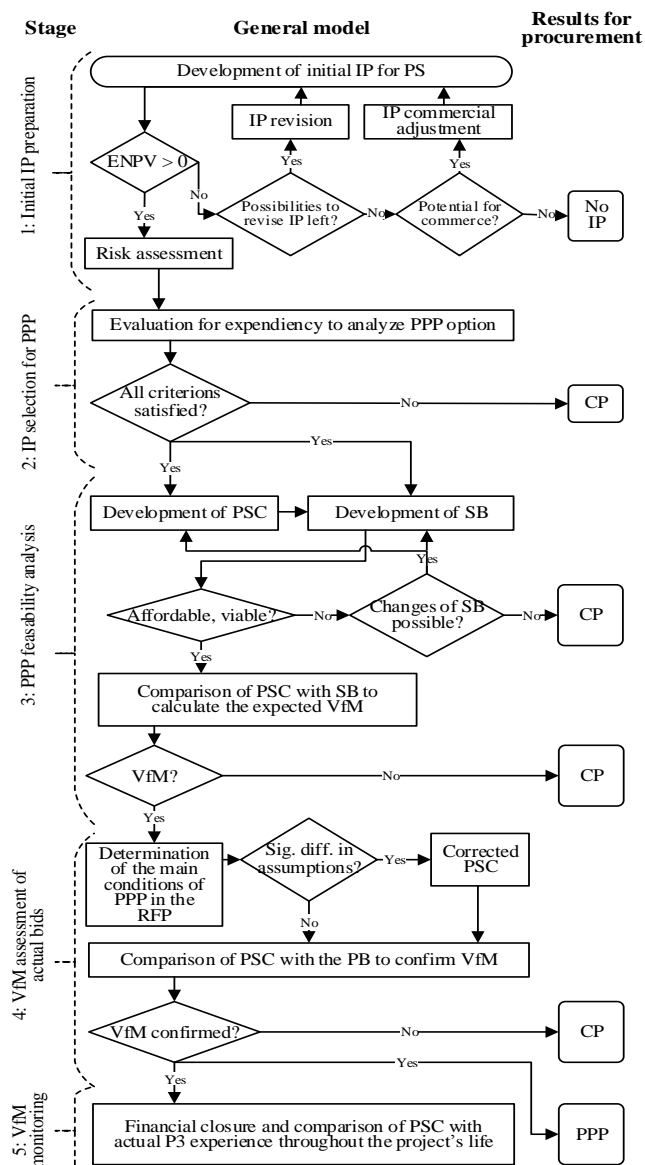 Stage
General model
Results for
procurement
1: Initial IP preparation
Development of initial IP for PS
IP revision
IP commercial
adjustment
ENPV > 0
Yes
Yes
No
Possibilities to
revise IP left?
No
Potential for
commerce?
No
No
IP
Yes
Risk assessment
2: IP selection for PPP
Evaluation for expendiency to analyze PPP option
All criterions
satisfied?
No
CP
Yes
Yes
3: PPP feasability analysis
Development of PSC
Development of SB
Yes
Affordable, viable?
No
Changes of SB
possible?
No
CP
Yes
Comparison of PSC with SB to
calculate the expected VfM
VfM?
No
CP
Yes
4: VfM assessment of
actual bids
Determination
of the main
conditions of
PPP in the
RFP
Sig. diff. in
assumptions?
Yes
Corrected
PSC
No
Comparison of PSC with the PB to confirm VfM
VfM confirmed?
No
CP
Yes
Yes
5: VfM
monitoring
Financial closure and comparison of PSC with
actual P3 experience throughout the project's life
PPP